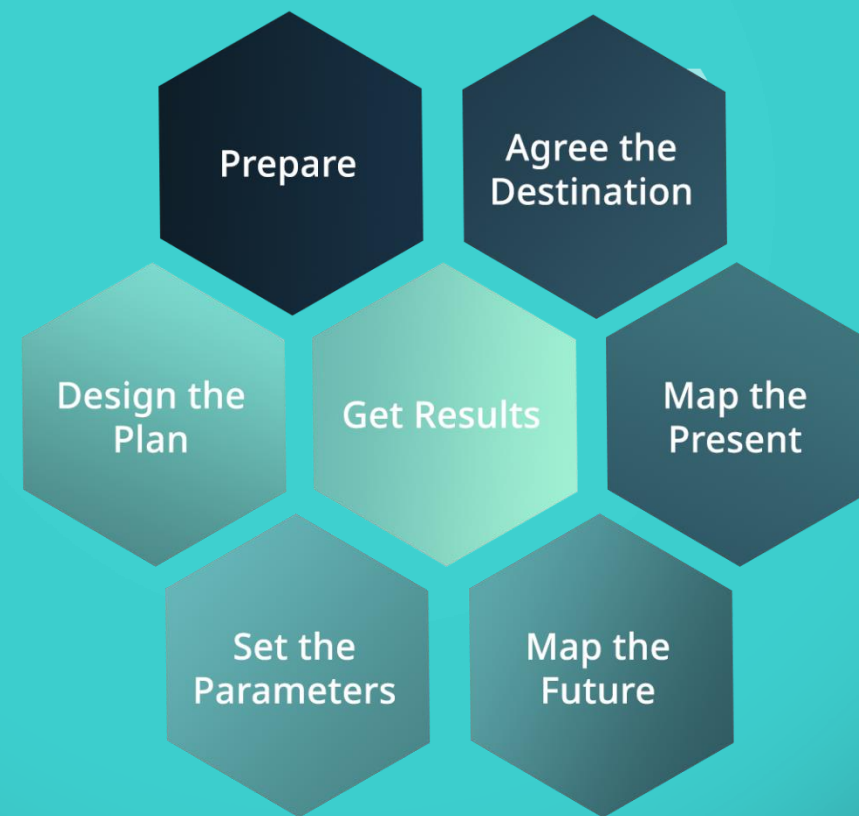 Prepare
Agree the
Destination
Design the
Plan
Get Results
Map the
Present
Set the
Parameters
Map the
Future